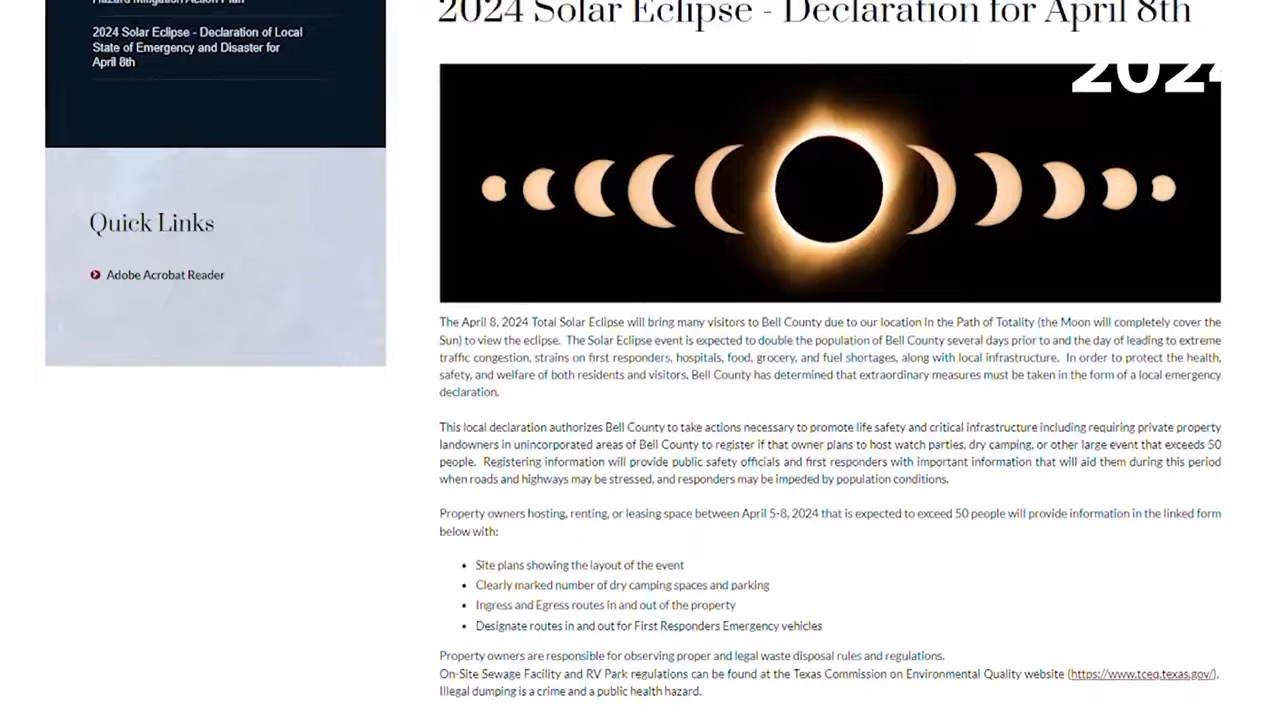 Hazard Mitigation Action Plan
2024 Solar Eclipse - Declaration of Local
State of Emergency and Disaster for
April 8th
Quick Links
Adobe Acrobat Reader
2024 Solar Eclipse - Declaration for April 8th
2024
The April 8, 2024 Total Solar Eclipse will bring many visitors to Bell County due to our location in the Path of Totality (the Moon will completely cover the
Sun) to view the eclipse. The Solar Eclipse event is expected to double the population of Bell County several days prior to and the day of leading to extreme
traffic congestion, strains on first responders, hospitals, food, grocery, and fuel shortages, along with local infrastructure. In order to protect the health,
safety, and welfare of both residents and visitors, Bell County has determined that extraordinary measures must be taken in the form of a local emergency
declaration.
This local declaration authorizes Bell County to take actions necessary to promote life safety and critical infrastructure including requiring private property
landowners in unincorporated areas of Bell County to register if that owner plans to host watch parties, dry camping, or other large event that exceeds 50
people. Registering information will provide public safety officials and first responders with important information that will aid them during this period
when roads and highways may be stressed, and responders may be impeded by population conditions.
Property owners hosting, renting, or leasing space between April 5-8, 2024 that is expected to exceed 50 people will provide information in the linked form
below with:
• Site plans showing the layout of the event
• Clearly marked number of dry camping spaces and parking
• Ingress and Egress routes in and out of the property
• Designate routes in and out for First Responders Emergency vehicles
Property owners are responsible for observing proper and legal waste disposal rules and regulations.
On-Site Sewage Facility and RV Park regulations can be found at the Texas Commission on Environmental Quality website (https://www.tceq.texas.gov/).
Illegal dumping is a crime and a public health hazard.